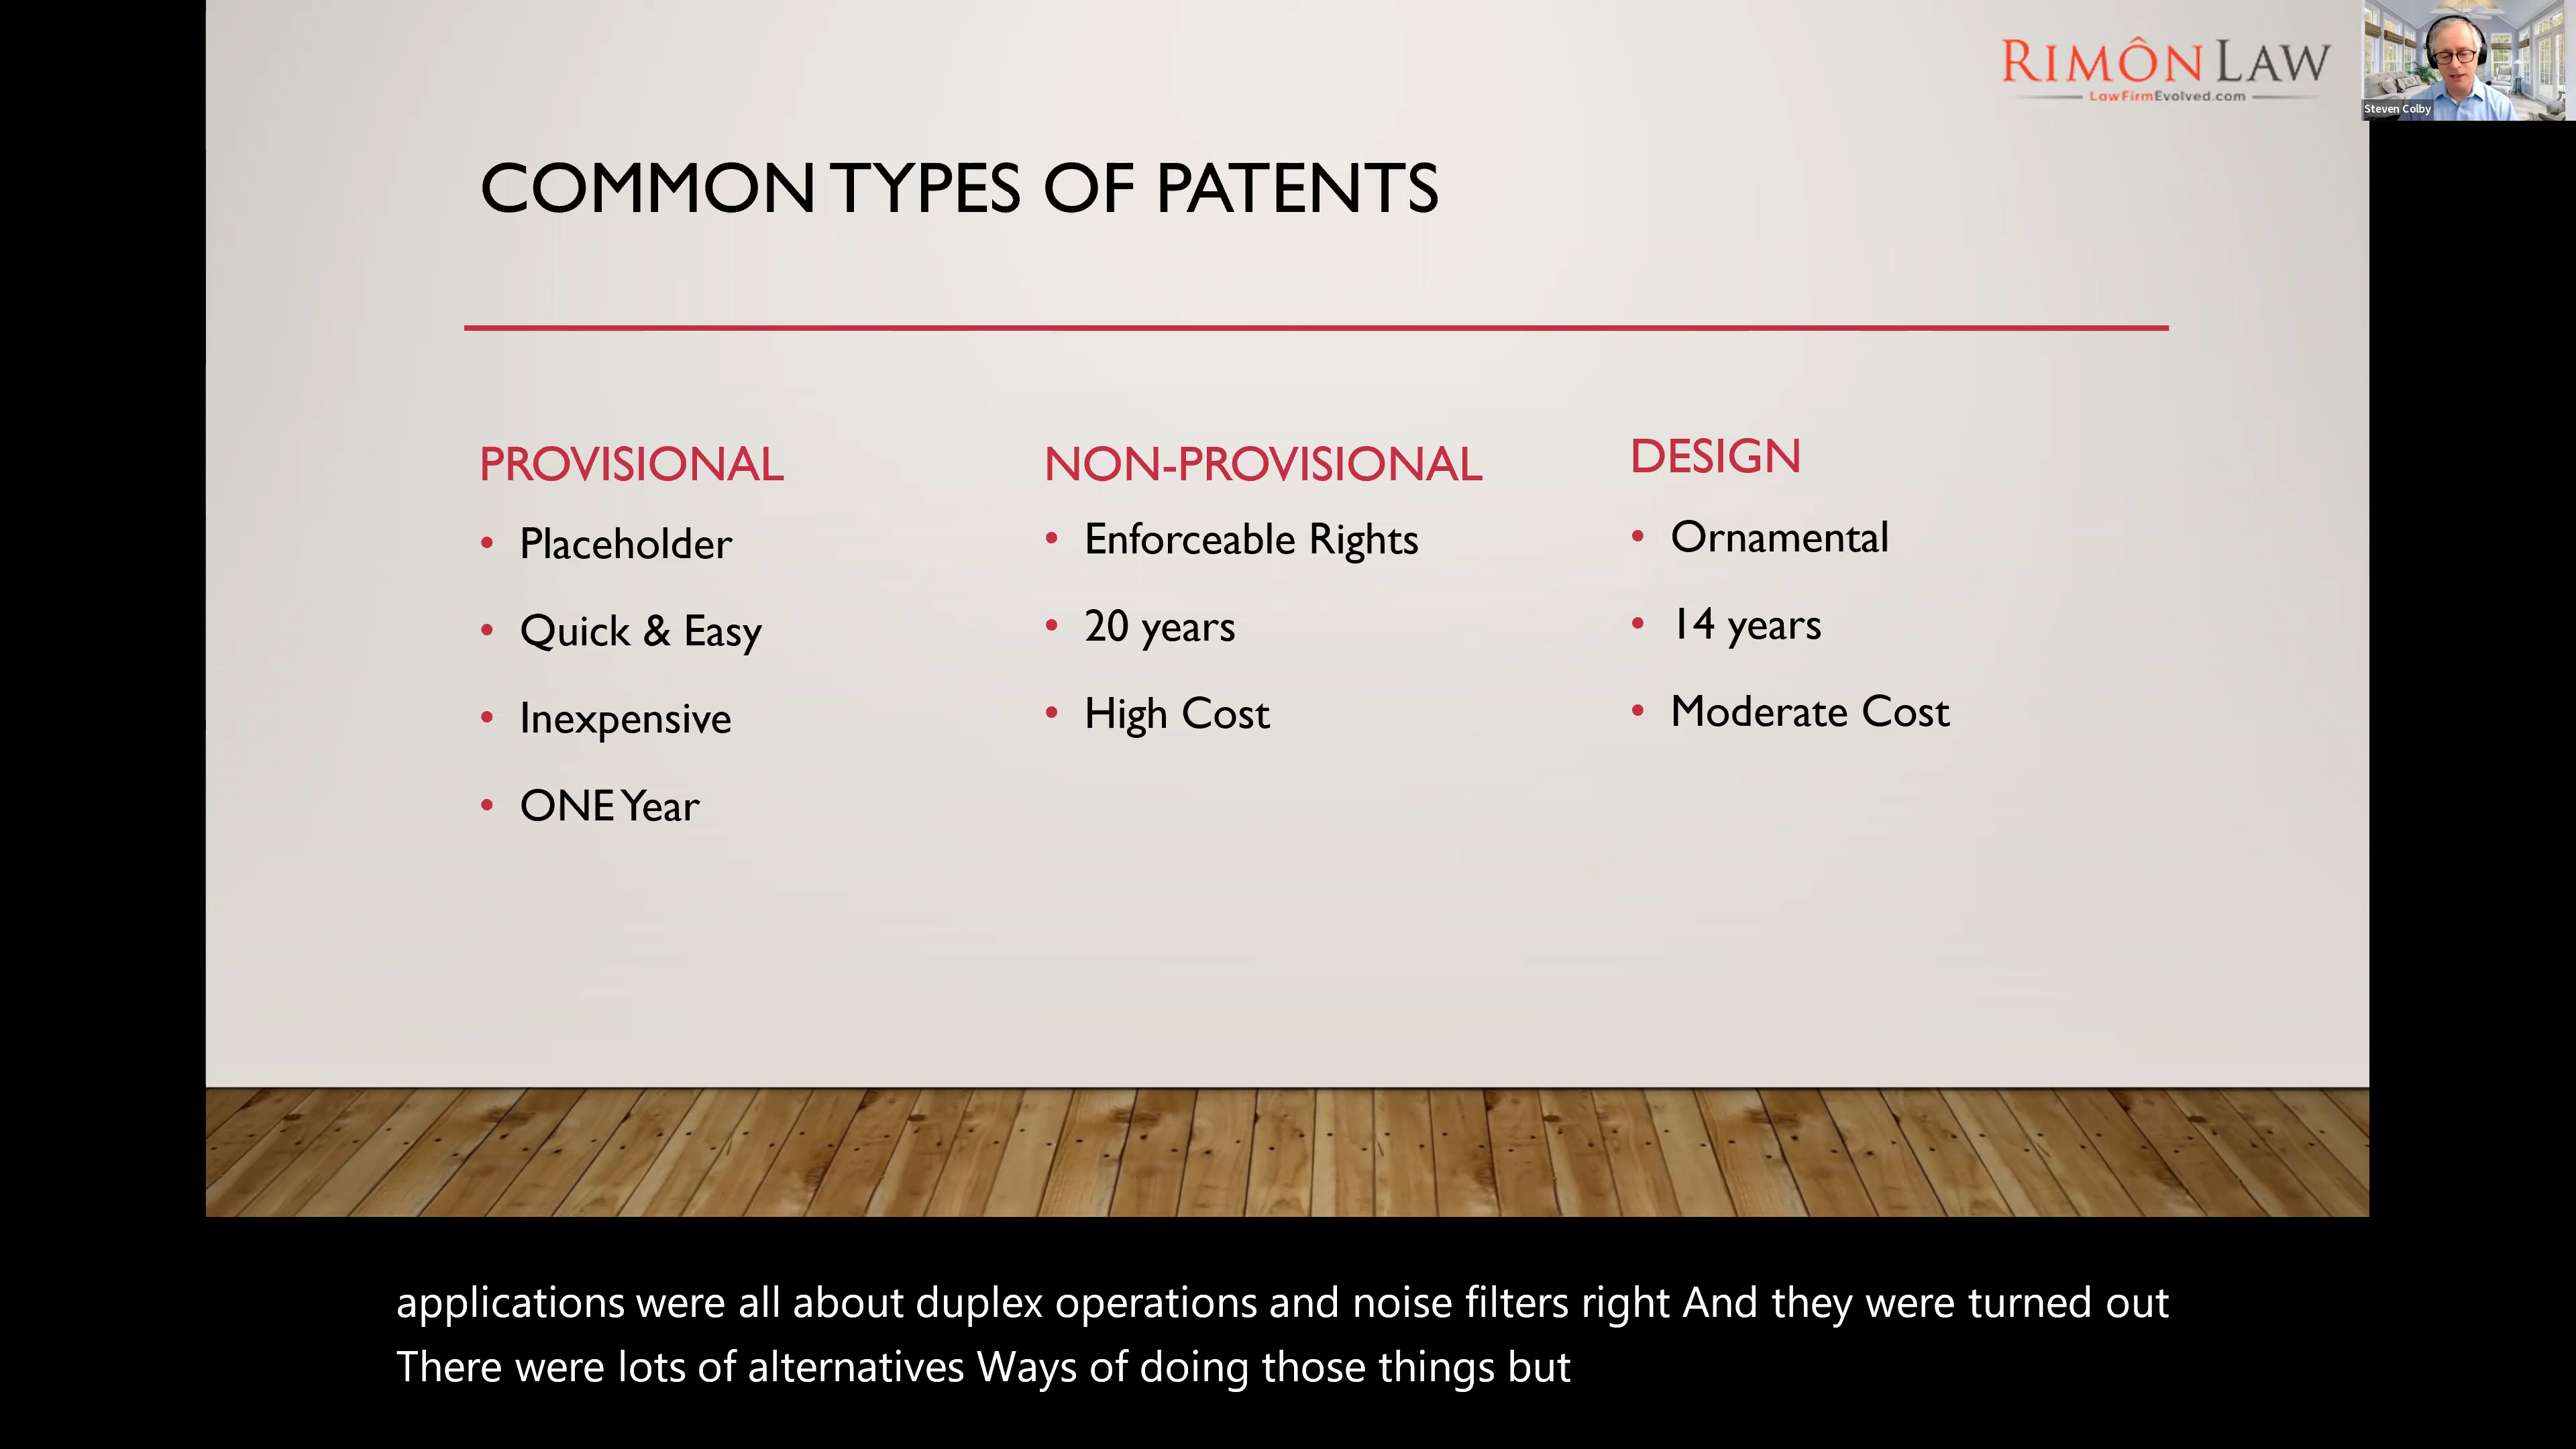 RIMÔN LAW
LawFirmEvolved.com
Steven Colby
COMMON TYPES OF PATENTS
PROVISIONAL
• Placeholder
• Quick & Easy
• Inexpensive
• ONE Year
NON-PROVISIONAL
• Enforceable Rights
• 20 years
• High Cost
DESIGN
• Ornamental
• 14 years
• Moderate Cost
applications were all about duplex operations and noise filters right And they were turned out
There were lots of alternatives Ways of doing those things but